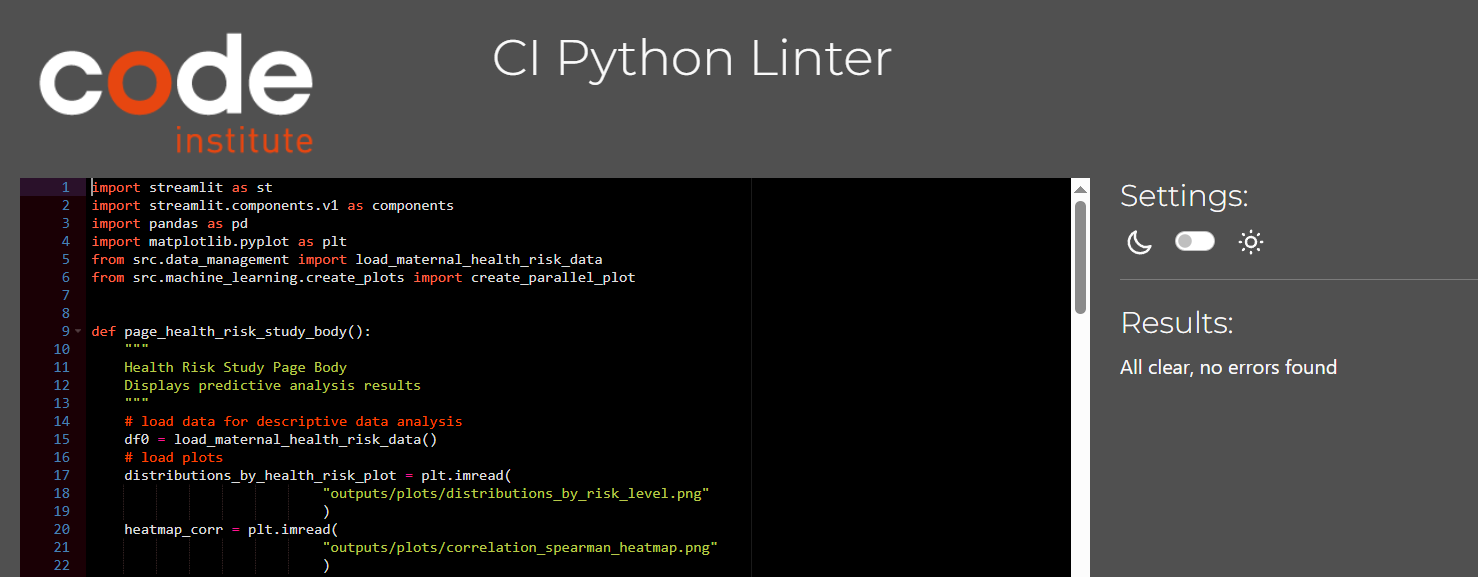 code
institute
CI Python Linter
1 import streamlit as st
2 import streamlit.components.v1 as components
3 import pandas as pd
4 import matplotlib.pyplot as plt
5 from src.data_management import load_maternal_health_risk_data
6 from src.machine_learning.create_plots import create_parallel_plot
7
8
9 def page_health_risk_study_body():
10     """
11     Health Risk Study Page Body
12     Displays predictive analysis results
13     """
14     # load data for descriptive data analysis
15     df0 = load_maternal_health_risk_data()
16     # load plots
17     distributions_by_health_risk_plot = plt.imread(
18                             "outputs/plots/distributions_by_risk_level.png"
19                             )
20     heatmap_corr = plt.imread(
21                             "outputs/plots/correlation_spearman_heatmap.png"
22                             )
Settings:
Results:
All clear, no errors found